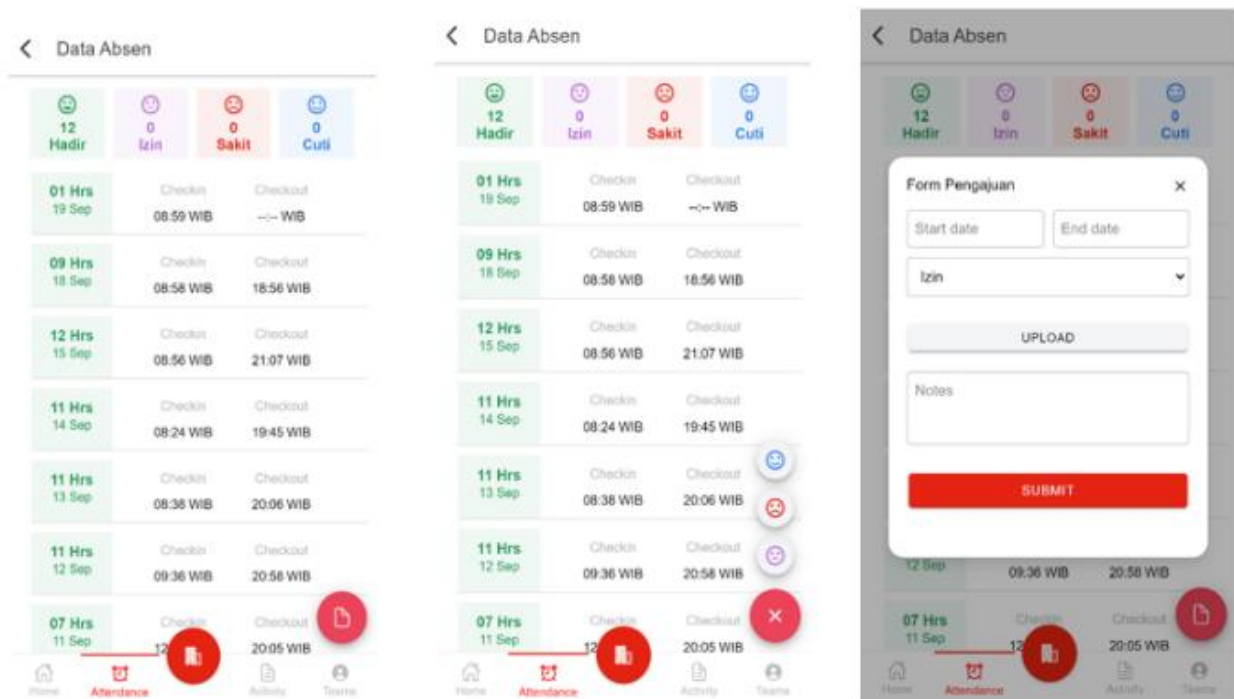 Data Absen
12 0 0 0
Hadir Izin Sakit Cuti
01 Hrs Checkin Checkout
19 Sep 08:59 WIB --:-- WIB
09 Hrs Checkin Checkout
18 Sep 08:58 WIB 18:56 WIB
12 Hrs Checkin Checkout
15 Sep 08:56 WIB 21:07 WIB
11 Hrs Checkin Checkout
14 Sep 08:24 WIB 19:45 WIB
11 Hrs Checkin Checkout
13 Sep 08:38 WIB 20:06 WIB
11 Hrs Checkin Checkout
12 Sep 09:36 WIB 20:58 WIB
07 Hrs Checkin Checkout
11 Sep 12 20:05 WIB
Home Attendance Activity Teams
Data Absen
12 0 0 0
Hadir Izin Sakit Cuti
01 Hrs Checkin Checkout
19 Sep 08:59 WIB --:-- WIB
09 Hrs Checkin Checkout
18 Sep 08:58 WIB 18:56 WIB
12 Hrs Checkin Checkout
15 Sep 08:56 WIB 21:07 WIB
11 Hrs Checkin Checkout
14 Sep 08:24 WIB 19:45 WIB
11 Hrs Checkin Checkout
13 Sep 08:38 WIB 20:06 WIB
11 Hrs Checkin Checkout
12 Sep 09:36 WIB 20:58 WIB
07 Hrs Checkin Checkout
11 Sep 12 20:05 WIB
Home Attendance Activity Teams
Data Absen
12 0 0 0
Hadir Izin Sakit Cuti
Form Pengajuan
Start date End date
Izin
UPLOAD
Notes
SUBMIT
12 Sep 09:36 WIB 20:58 WIB
07 Hrs Checkin Checkout
11 Sep 12 20:05 WIB
Home Attendance Activity Teams